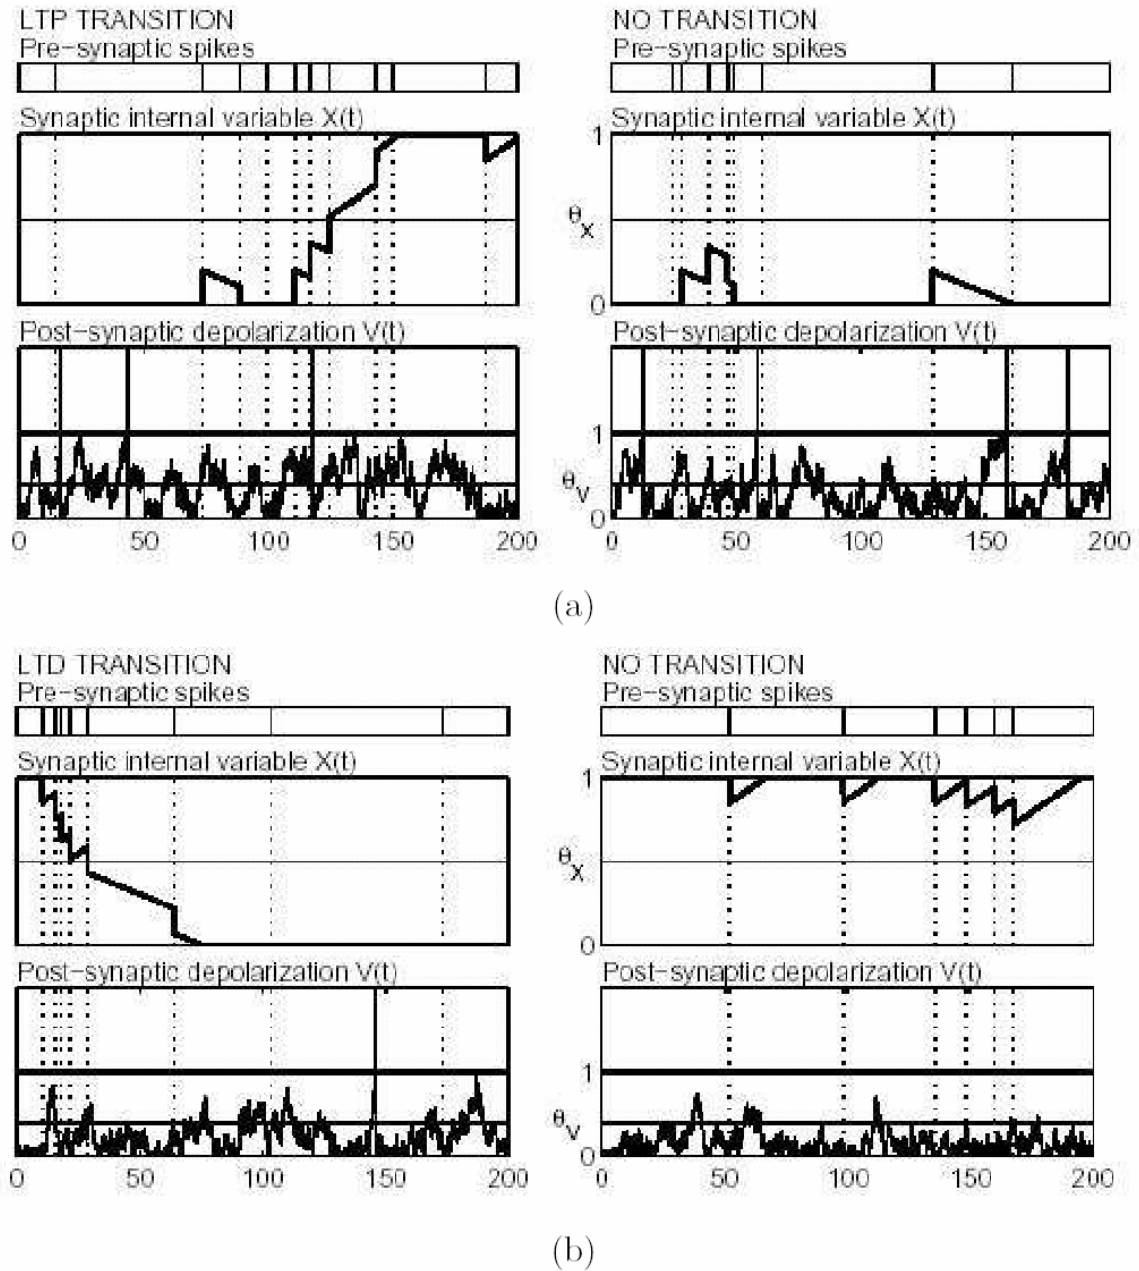 LTP TRANSITION
Pre-synaptic spikes
Synaptic internal variable X(t)
Post-synaptic depolarization V(t)
0 50 100 150 200
NO TRANSITION
Pre-synaptic spikes
Synaptic internal variable X(t)
1
θX
0
Post-synaptic depolarization V(t)
1
θV
0
0 50 100 150 200
(a)
LTD TRANSITION
Pre-synaptic spikes
Synaptic internal variable X(t)
Post-synaptic depolarization V(t)
0 50 100 150 200
NO TRANSITION
Pre-synaptic spikes
Synaptic internal variable X(t)
1
θX
0
Post-synaptic depolarization V(t)
1
θV
0
0 50 100 150 200
(b)